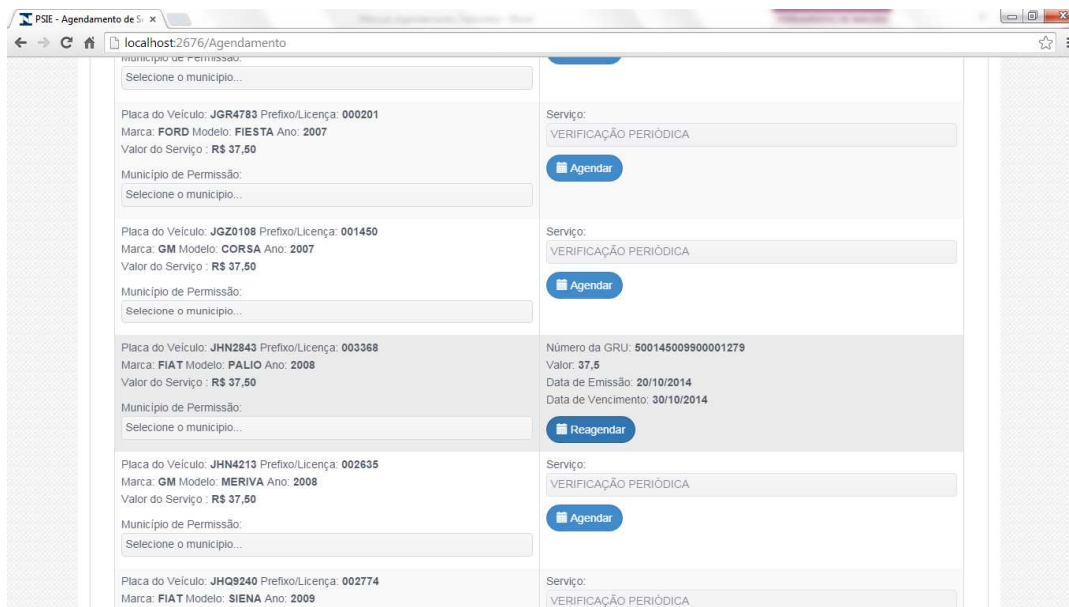 PSIE - Agendamento de S
localhost:2676/Agendamento
Município de Permissão:
Selecione o municipio...
Placa do Veículo: JGR4783 Prefixo/Licença: 000201
Marca: FORD Modelo: FIESTA Ano: 2007
Valor do Serviço : R$ 37,50
Município de Permissão:
Selecione o municipio...
Serviço:
VERIFICAÇÃO PERIÓDICA
Agendar
Placa do Veículo: JGZ0108 Prefixo/Licença: 001450
Marca: GM Modelo: CORSA Ano: 2007
Valor do Serviço : R$ 37,50
Município de Permissão:
Selecione o municipio...
Serviço:
VERIFICAÇÃO PERIÓDICA
Agendar
Placa do Veículo: JHN2843 Prefixo/Licença: 003368
Marca: FIAT Modelo: PALIO Ano: 2008
Valor do Serviço : R$ 37,50
Município de Permissão:
Selecione o municipio...
Número da GRU: 500145009900001279
Valor: 37,5
Data de Emissão: 20/10/2014
Data de Vencimento: 30/10/2014
Reagendar
Placa do Veículo: JHN4213 Prefixo/Licença: 002635
Marca: GM Modelo: MERIVA Ano: 2008
Valor do Serviço : R$ 37,50
Município de Permissão:
Selecione o municipio...
Serviço:
VERIFICAÇÃO PERIÓDICA
Agendar
Placa do Veículo: JHQ9240 Prefixo/Licença: 002774
Marca: FIAT Modelo: SIENA Ano: 2009
Serviço:
VERIFICAÇÃO PERIÓDICA